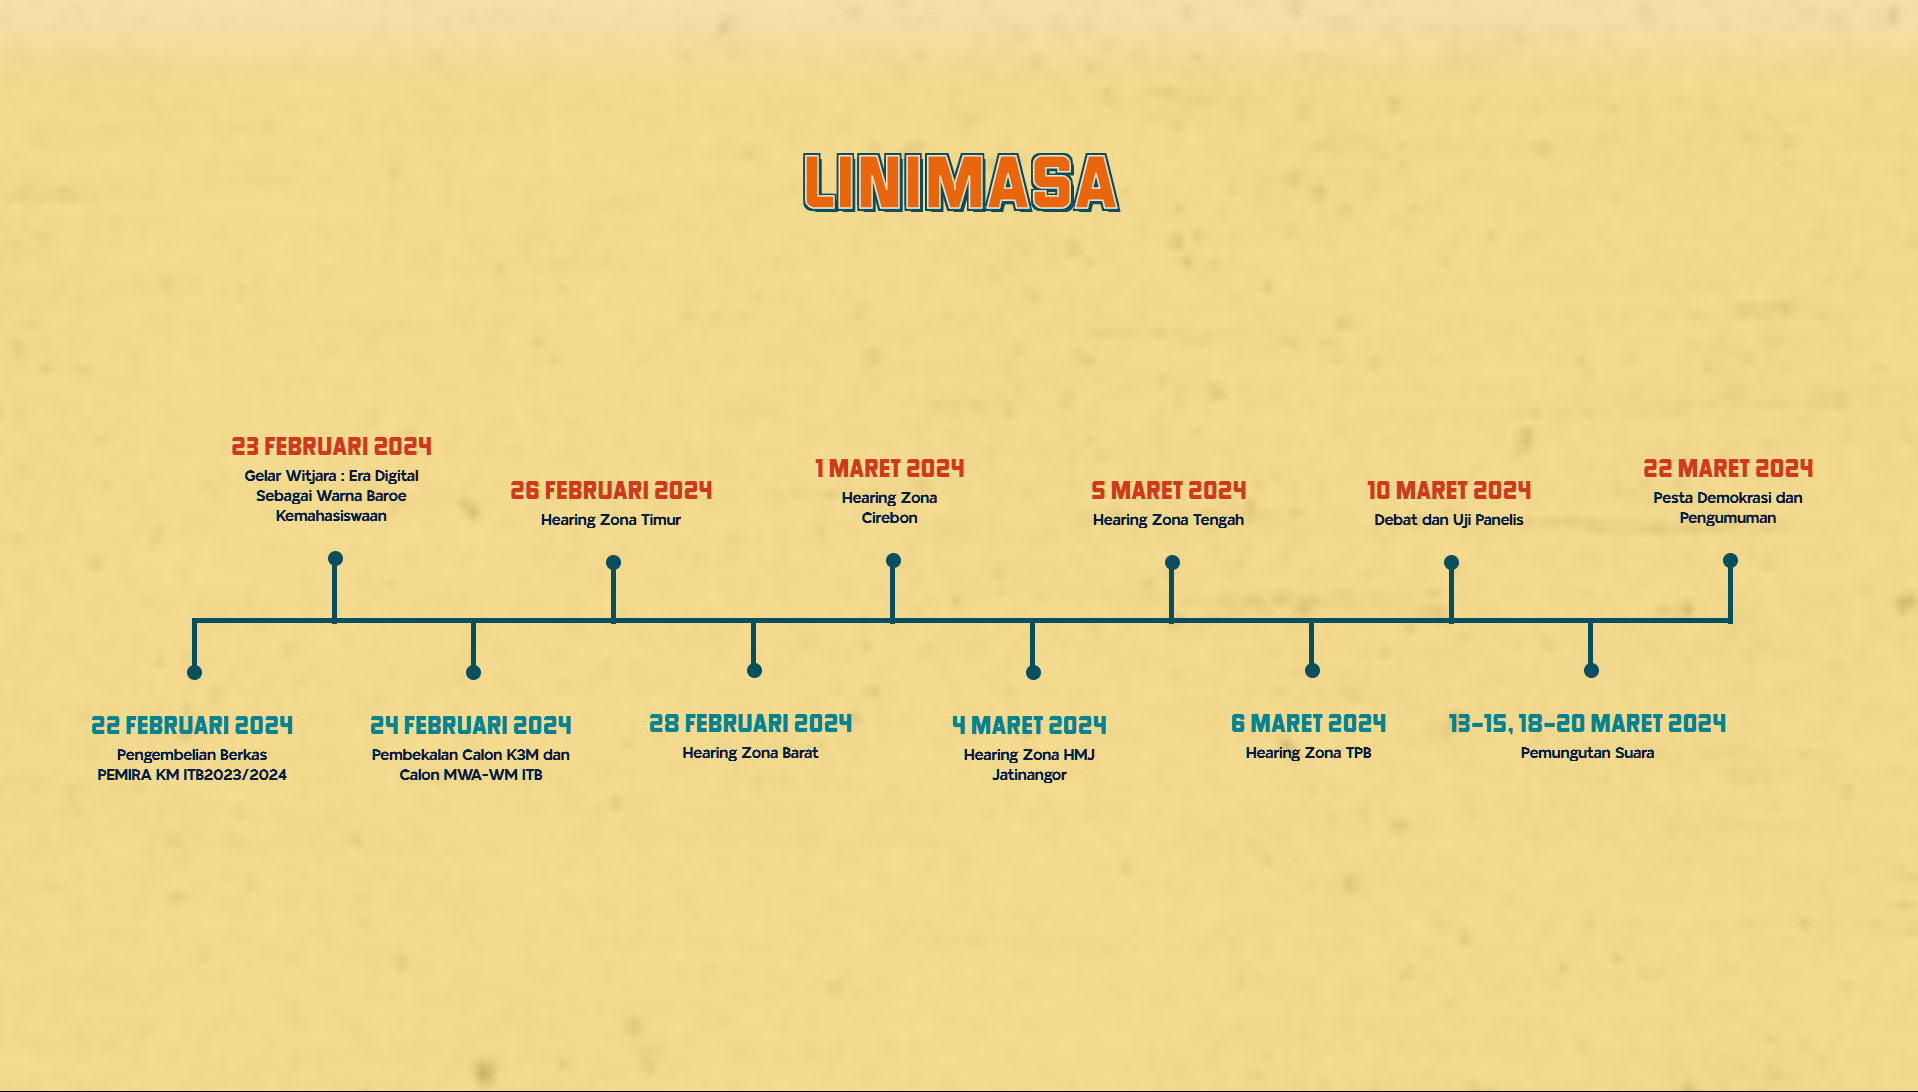 LINIMASA
22 FEBRUARI 2024
Pengembelian Berkas
PEMIRA KM ITB2023/2024
23 FEBRUARI 2024
Gelar Witjara : Era Digital
Sebagai Warna Baroe
Kemahasiswaan
24 FEBRUARI 2024
Pembekalan Calon K3M dan
Calon MWA-WM ITB
26 FEBRUARI 2024
Hearing Zona Timur
28 FEBRUARI 2024
Hearing Zona Barat
1 MARET 2024
Hearing Zona
Cirebon
4 MARET 2024
Hearing Zona HMJ
Jatinangor
5 MARET 2024
Hearing Zona Tengah
6 MARET 2024
Hearing Zona TPB
10 MARET 2024
Debat dan Uji Panelis
13-15, 18-20 MARET 2024
Pemungutan Suara
22 MARET 2024
Pesta Demokrasi dan
Pengumuman